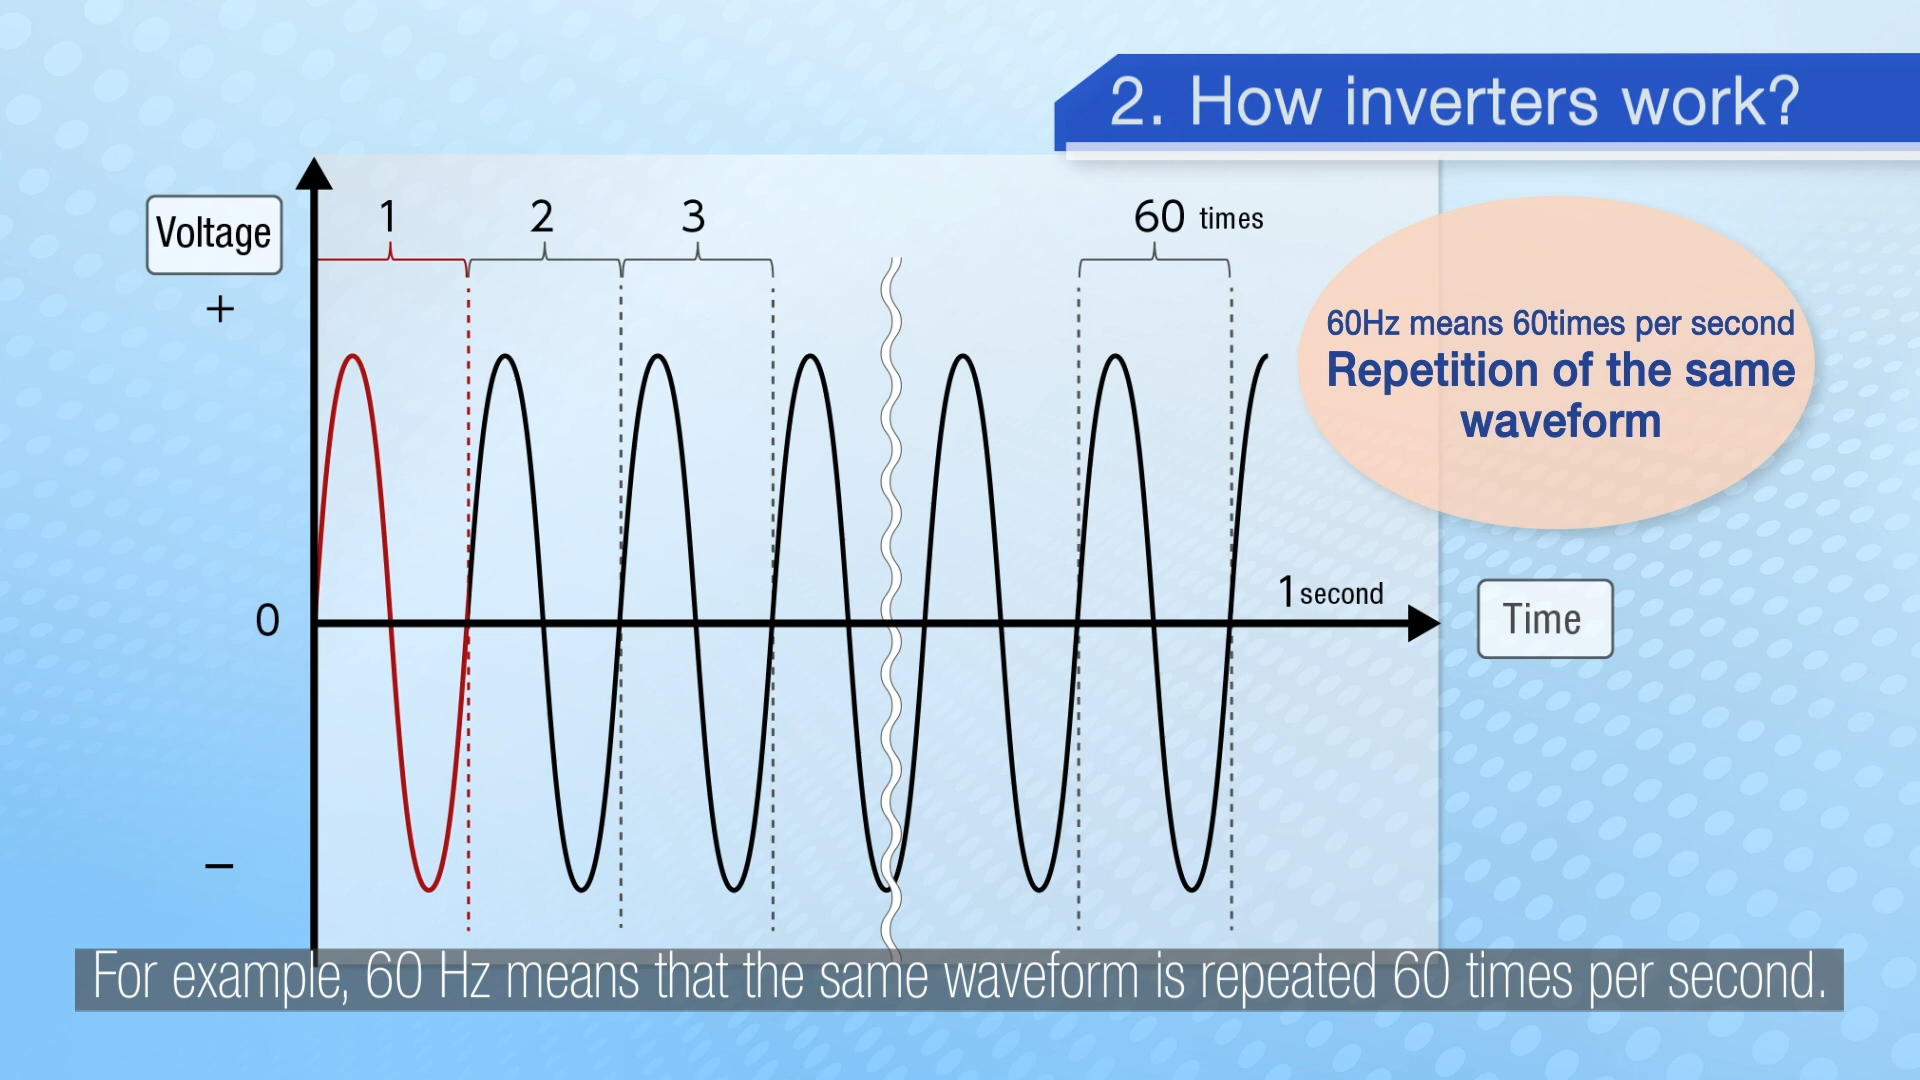 2. How inverters work?
Voltage
+
1
2
3
60 times
60Hz means 60times per second
Repetition of the same
waveform
0
1 second
Time
−
For example, 60 Hz means that the same waveform is repeated 60 times per second.